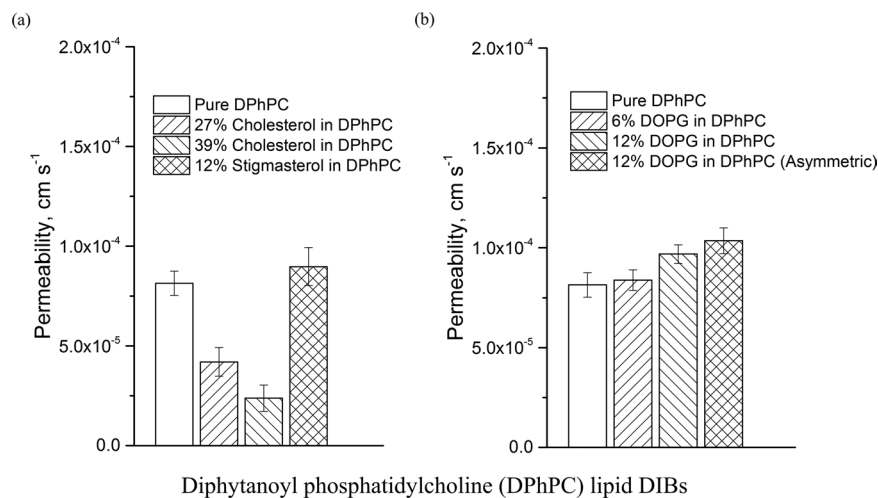 (a)
Permeability, cm s⁻¹
2.0x10⁻⁴
1.5x10⁻⁴
1.0x10⁻⁴
5.0x10⁻⁵
0.0
Pure DPhPC
27% Cholesterol in DPhPC
39% Cholesterol in DPhPC
12% Stigmasterol in DPhPC
(b)
Permeability, cm s⁻¹
2.0x10⁻⁴
1.5x10⁻⁴
1.0x10⁻⁴
5.0x10⁻⁵
0.0
Pure DPhPC
6% DOPG in DPhPC
12% DOPG in DPhPC
12% DOPG in DPhPC (Asymmetric)
Diphytanoyl phosphatidylcholine (DPhPC) lipid DIBs